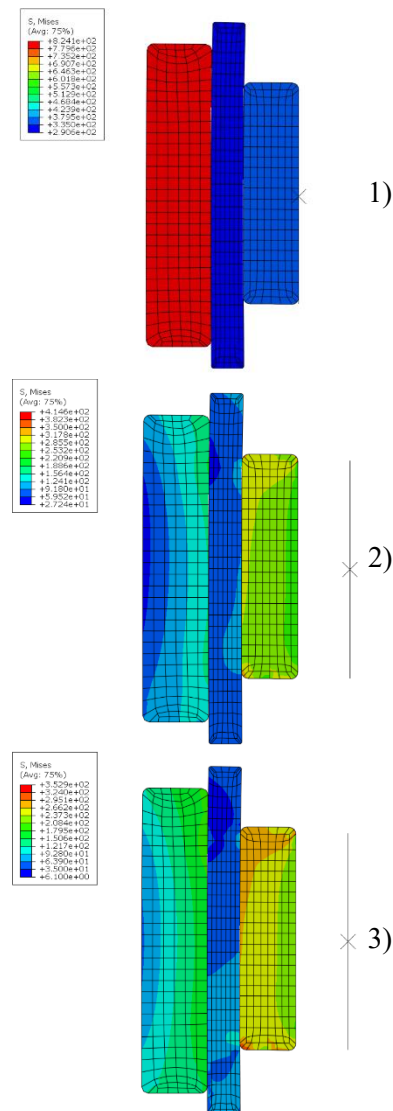 S, Mises
(Avg: 75%)
+8.241e+02
+7.796e+02
+7.352e+02
+6.907e+02
+6.463e+02
+6.018e+02
+5.573e+02
+5.129e+02
+4.684e+02
+4.239e+02
+3.795e+02
+3.350e+02
+2.906e+02
1)
S, Mises
(Avg: 75%)
+4.146e+02
+3.823e+02
+3.500e+02
+3.178e+02
+2.855e+02
+2.532e+02
+2.209e+02
+1.886e+02
+1.564e+02
+1.241e+02
+9.180e+01
+5.952e+01
+2.724e+01
2)
S, Mises
(Avg: 75%)
+3.529e+02
+3.240e+02
+2.951e+02
+2.662e+02
+2.373e+02
+2.084e+02
+1.795e+02
+1.506e+02
+1.217e+02
+9.280e+01
+6.390e+01
+3.500e+01
+6.100e+00
3)